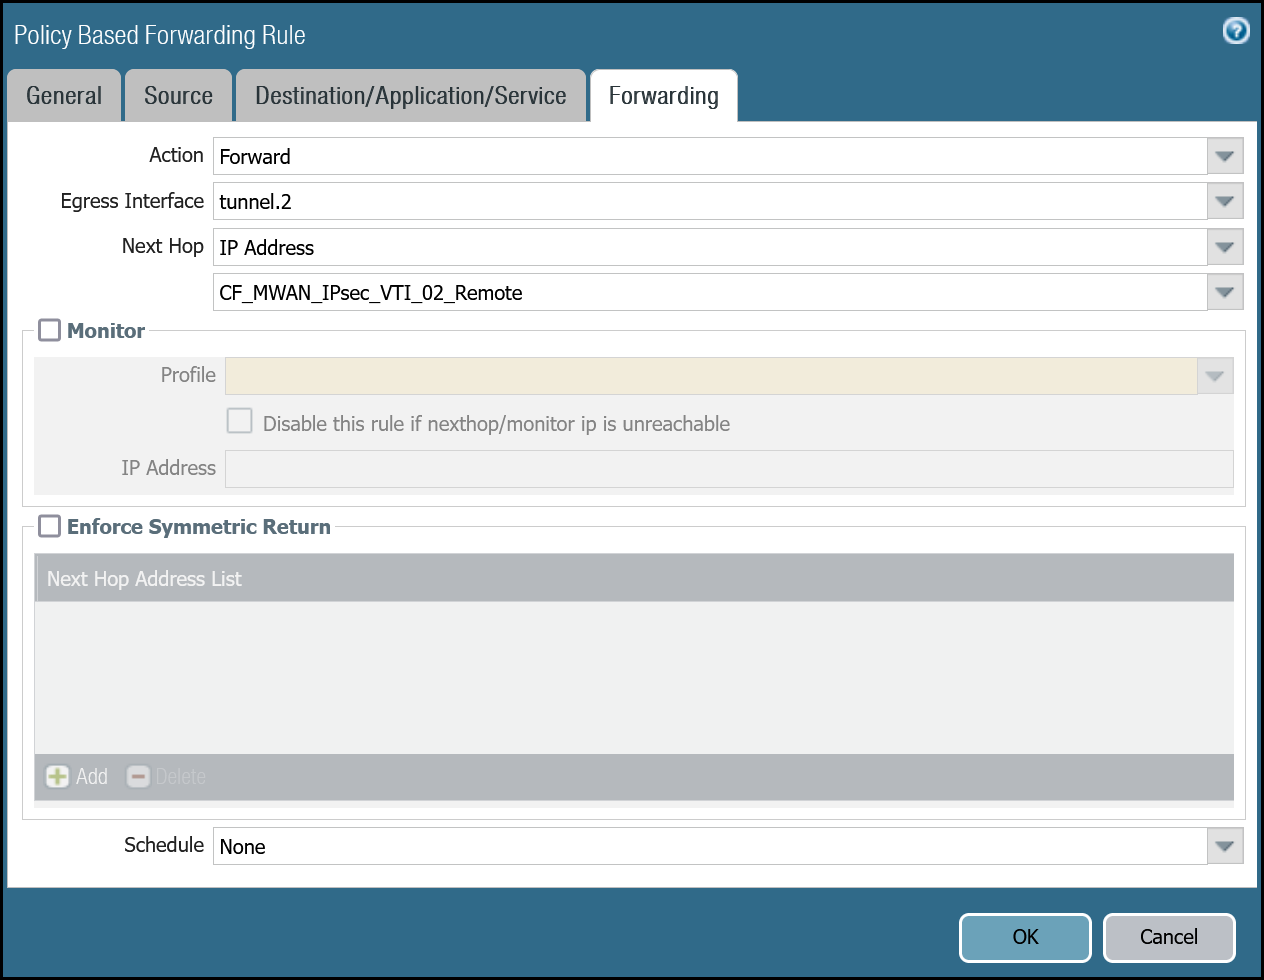 Policy Based Forwarding Rule
General Source Destination/Application/Service Forwarding
Action Forward
Egress Interface tunnel.2
Next Hop IP Address
CF_MWAN_IPsec_VTI_02_Remote
Monitor
Profile
Disable this rule if nexthop/monitor ip is unreachable
IP Address
Enforce Symmetric Return
Next Hop Address List
Add Delete
Schedule None
OK Cancel